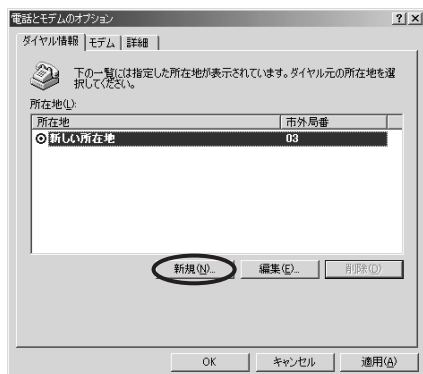 電話とモデムのオプション ? ×
ダイヤル情報 モデム 詳細
下の一覧には指定した所在地が表示されています。ダイヤル元の所在地を選
択してください。
所在地(L):
所在地 市外局番
新しい所在地 03
新規(N)... 編集(E)... 削除(D)
OK キャンセル 適用(A)